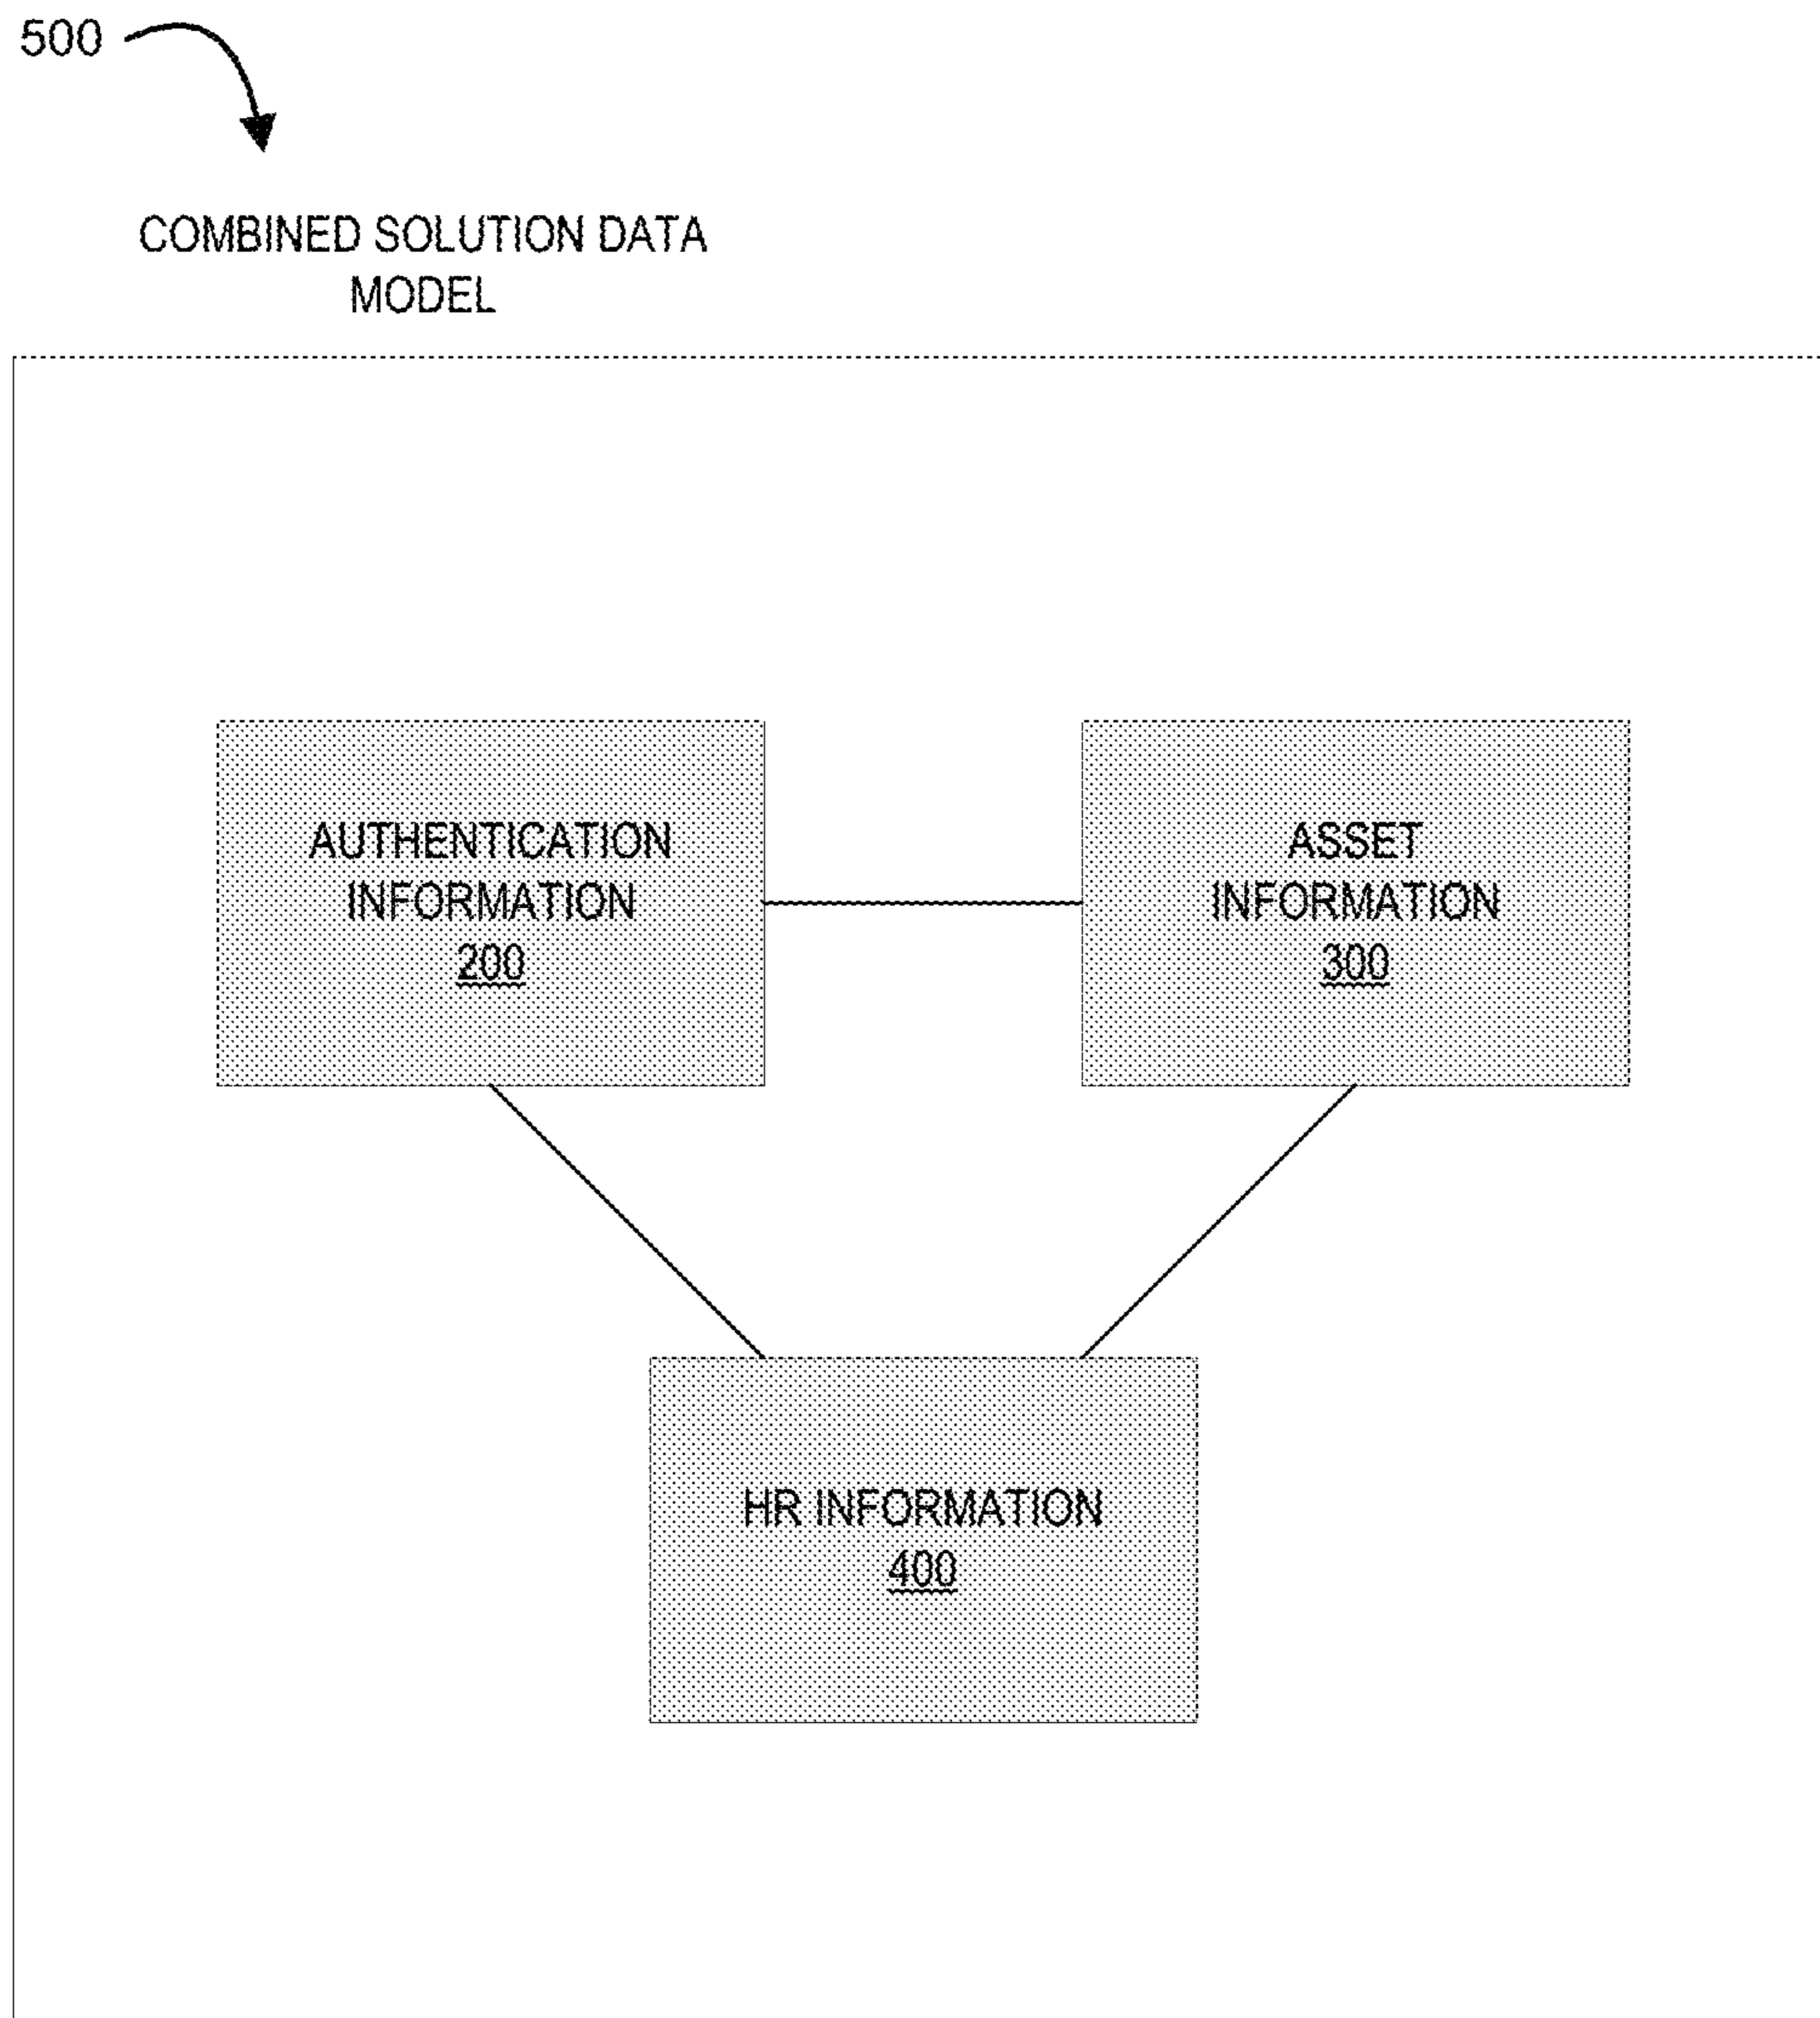 500
COMBINED SOLUTION DATA
MODEL
AUTHENTICATION
INFORMATION
200
ASSET
INFORMATION
300
HR INFORMATION
400